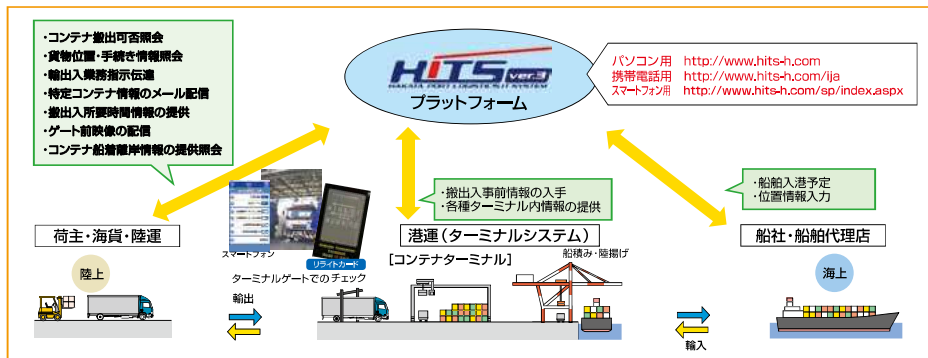 ・コンテナ搬出可否照会
・貨物位置・手続き情報照会
・輸出入業務指示伝達
・特定コンテナ情報のメール配信
・搬出入所要時間情報の提供
・ゲート前映像の配信
・コンテナ船着離岸情報の提供照会
HiTS ver.3
HAKATA PORT LOGISTICS IT SYSTEM
プラットフォーム
パソコン用 http://www.hits-h.com
携帯電話用 http://www.hits-h.com/ija
スマートフォン用 http://www.hits-h.com/sp/index.aspx
・搬出入事前情報の入手
・各種ターミナル内情報の提供
・船舶入港予定
・位置情報入力
荷主・海貨・陸運
港運（ターミナルシステム）
船社・船舶代理店
スマートフォン
リライトカード
ターミナルゲートでのチェック
［コンテナターミナル］
船積み・陸揚げ
陸上
海上
輸出
輸入